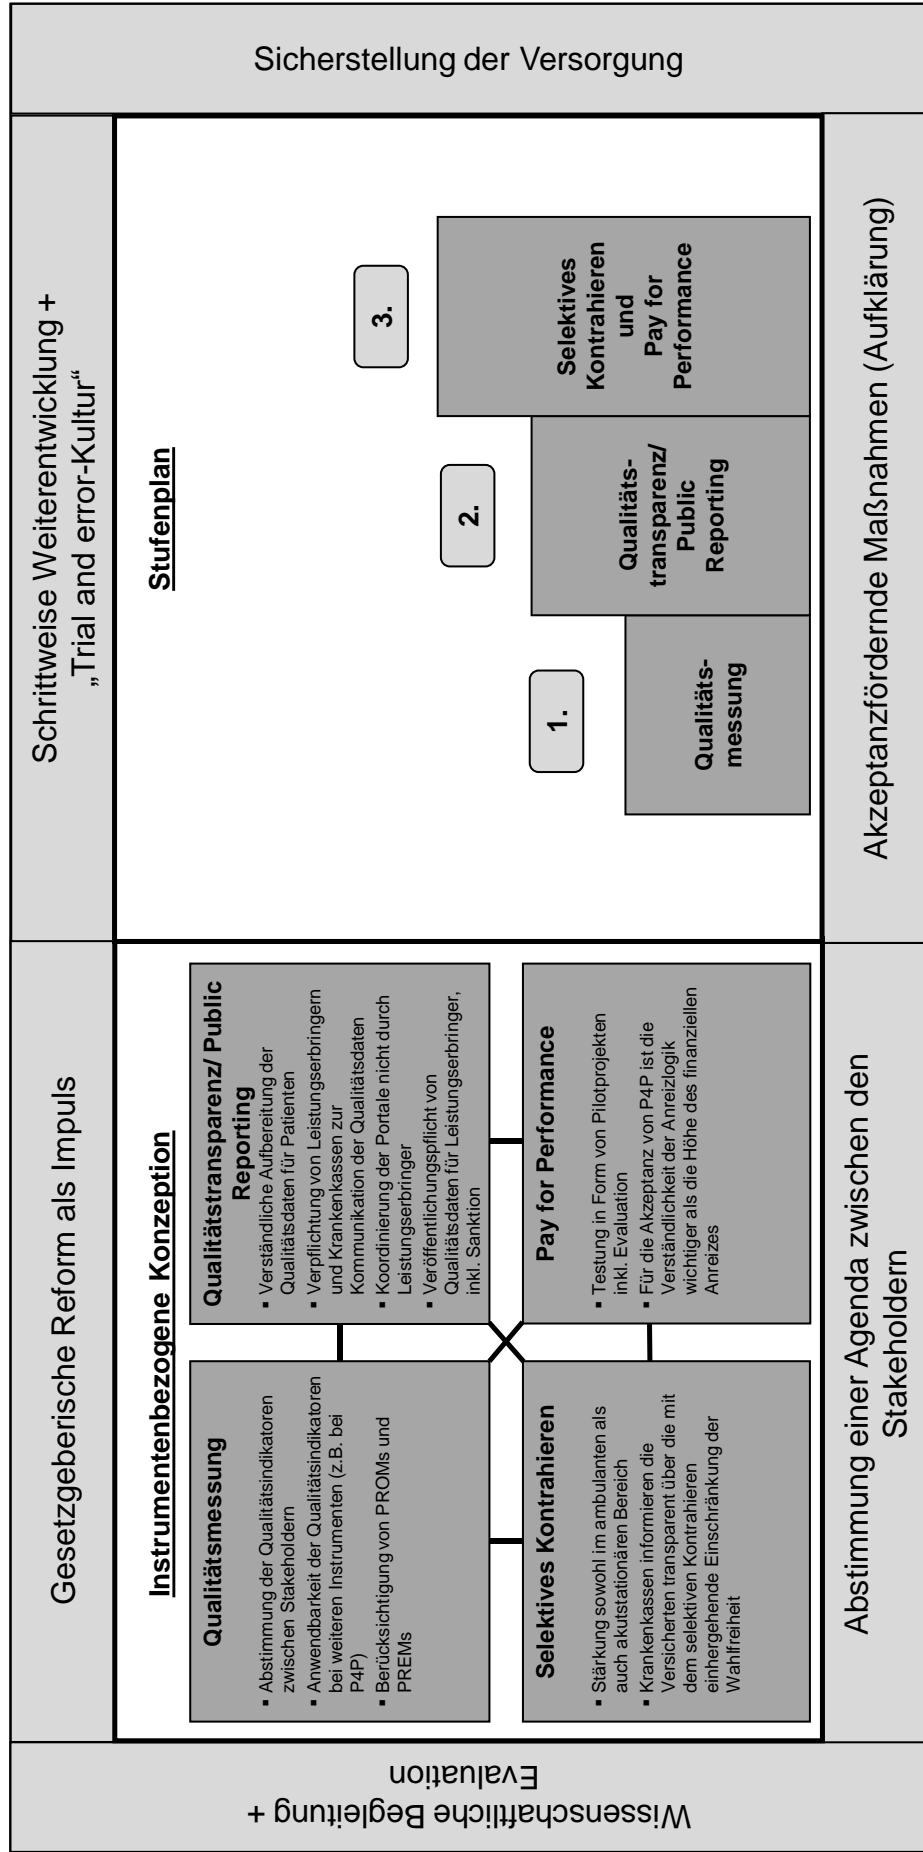 Gesetzgeberische Reform als Impuls
Schrittweise Weiterentwicklung +
„Trial and error-Kultur“
Wissenschaftliche Begleitung +
Evaluation
Instrumentenbezogene Konzeption
Qualitätsmessung
▪ Abstimmung der Qualitätsindikatoren
zwischen Stakeholdern
▪ Anwendbarkeit der Qualitätsindikatoren
bei weiteren Instrumenten (z.B. bei
P4P)
▪ Berücksichtigung von PROMs und
PREMs
Qualitätstransparenz/ Public
Reporting
▪ Verständliche Aufbereitung der
Qualitätsdaten für Patienten
▪ Verpflichtung von Leistungserbringern
und Krankenkassen zur
Kommunikation der Qualitätsdaten
▪ Koordinierung der Portale nicht durch
Leistungserbringer
▪ Veröffentlichungspflicht von
Qualitätsdaten für Leistungserbringer,
inkl. Sanktion
Selektives Kontrahieren
▪ Stärkung sowohl im ambulanten als
auch akutstationären Bereich
▪ Krankenkassen informieren die
Versicherten transparent über die mit
dem selektiven Kontrahieren
einhergehende Einschränkung der
Wahlfreiheit
Pay for Performance
▪ Testung in Form von Pilotprojekten
inkl. Evaluation
▪ Für die Akzeptanz von P4P ist die
Verständlichkeit der Anreizlogik
wichtiger als die Höhe des finanziellen
Anreizes
Stufenplan
1.
Qualitäts-
messung
2.
Qualitäts-
transparenz/
Public
Reporting
3.
Selektives
Kontrahieren
und
Pay for
Performance
Sicherstellung der Versorgung
Abstimmung einer Agenda zwischen den
Stakeholdern
Akzeptanzfördernde Maßnahmen (Aufklärung)